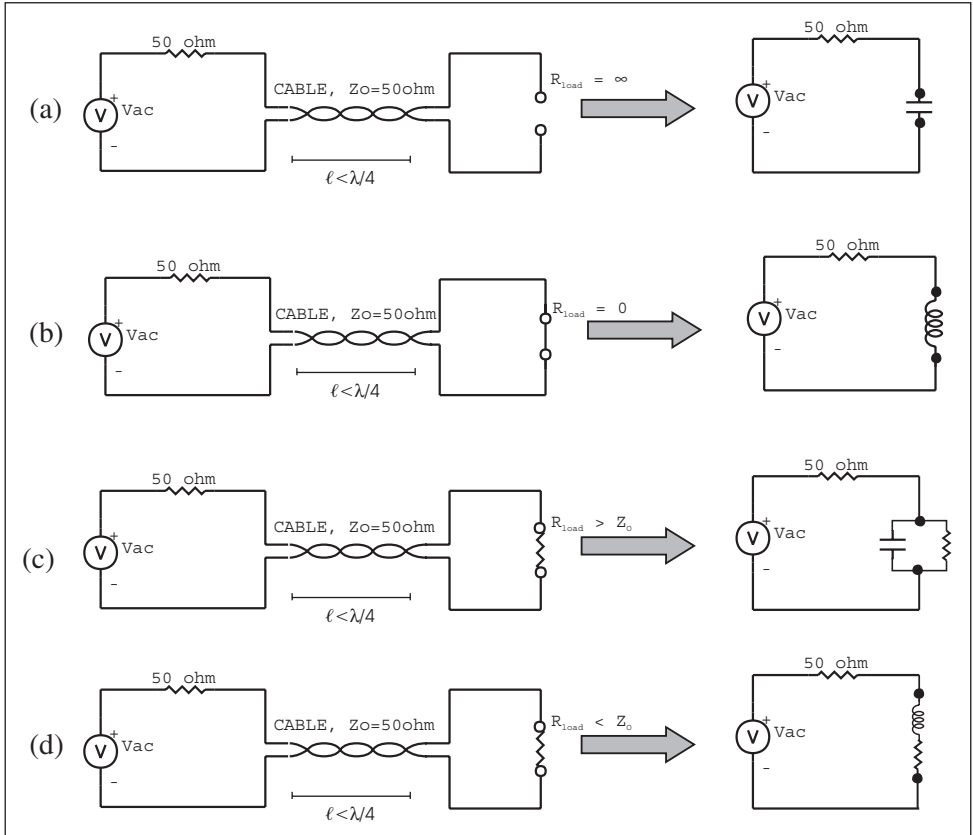 50 ohm
50 ohm
(a)
+
V
Vac
-
CABLE, Zo=50ohm
ℓ<λ/4
R_load = ∞
+
V
Vac
-
50 ohm
50 ohm
(b)
+
V
Vac
-
CABLE, Zo=50ohm
ℓ<λ/4
R_load = 0
+
V
Vac
-
50 ohm
50 ohm
(c)
+
V
Vac
-
CABLE, Zo=50ohm
ℓ<λ/4
R_load > Z_o
+
V
Vac
-
50 ohm
50 ohm
(d)
+
V
Vac
-
CABLE, Zo=50ohm
ℓ<λ/4
R_load < Z_o
+
V
Vac
-